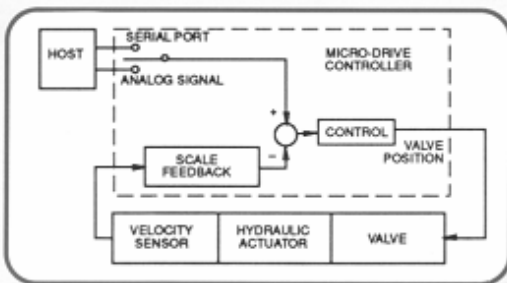 SERIAL PORT
HOST
MICRO-DRIVE
CONTROLLER
ANALOG SIGNAL
+
CONTROL
VALVE
POSITION
−
SCALE
FEEDBACK
VELOCITY
SENSOR
HYDRAULIC
ACTUATOR
VALVE